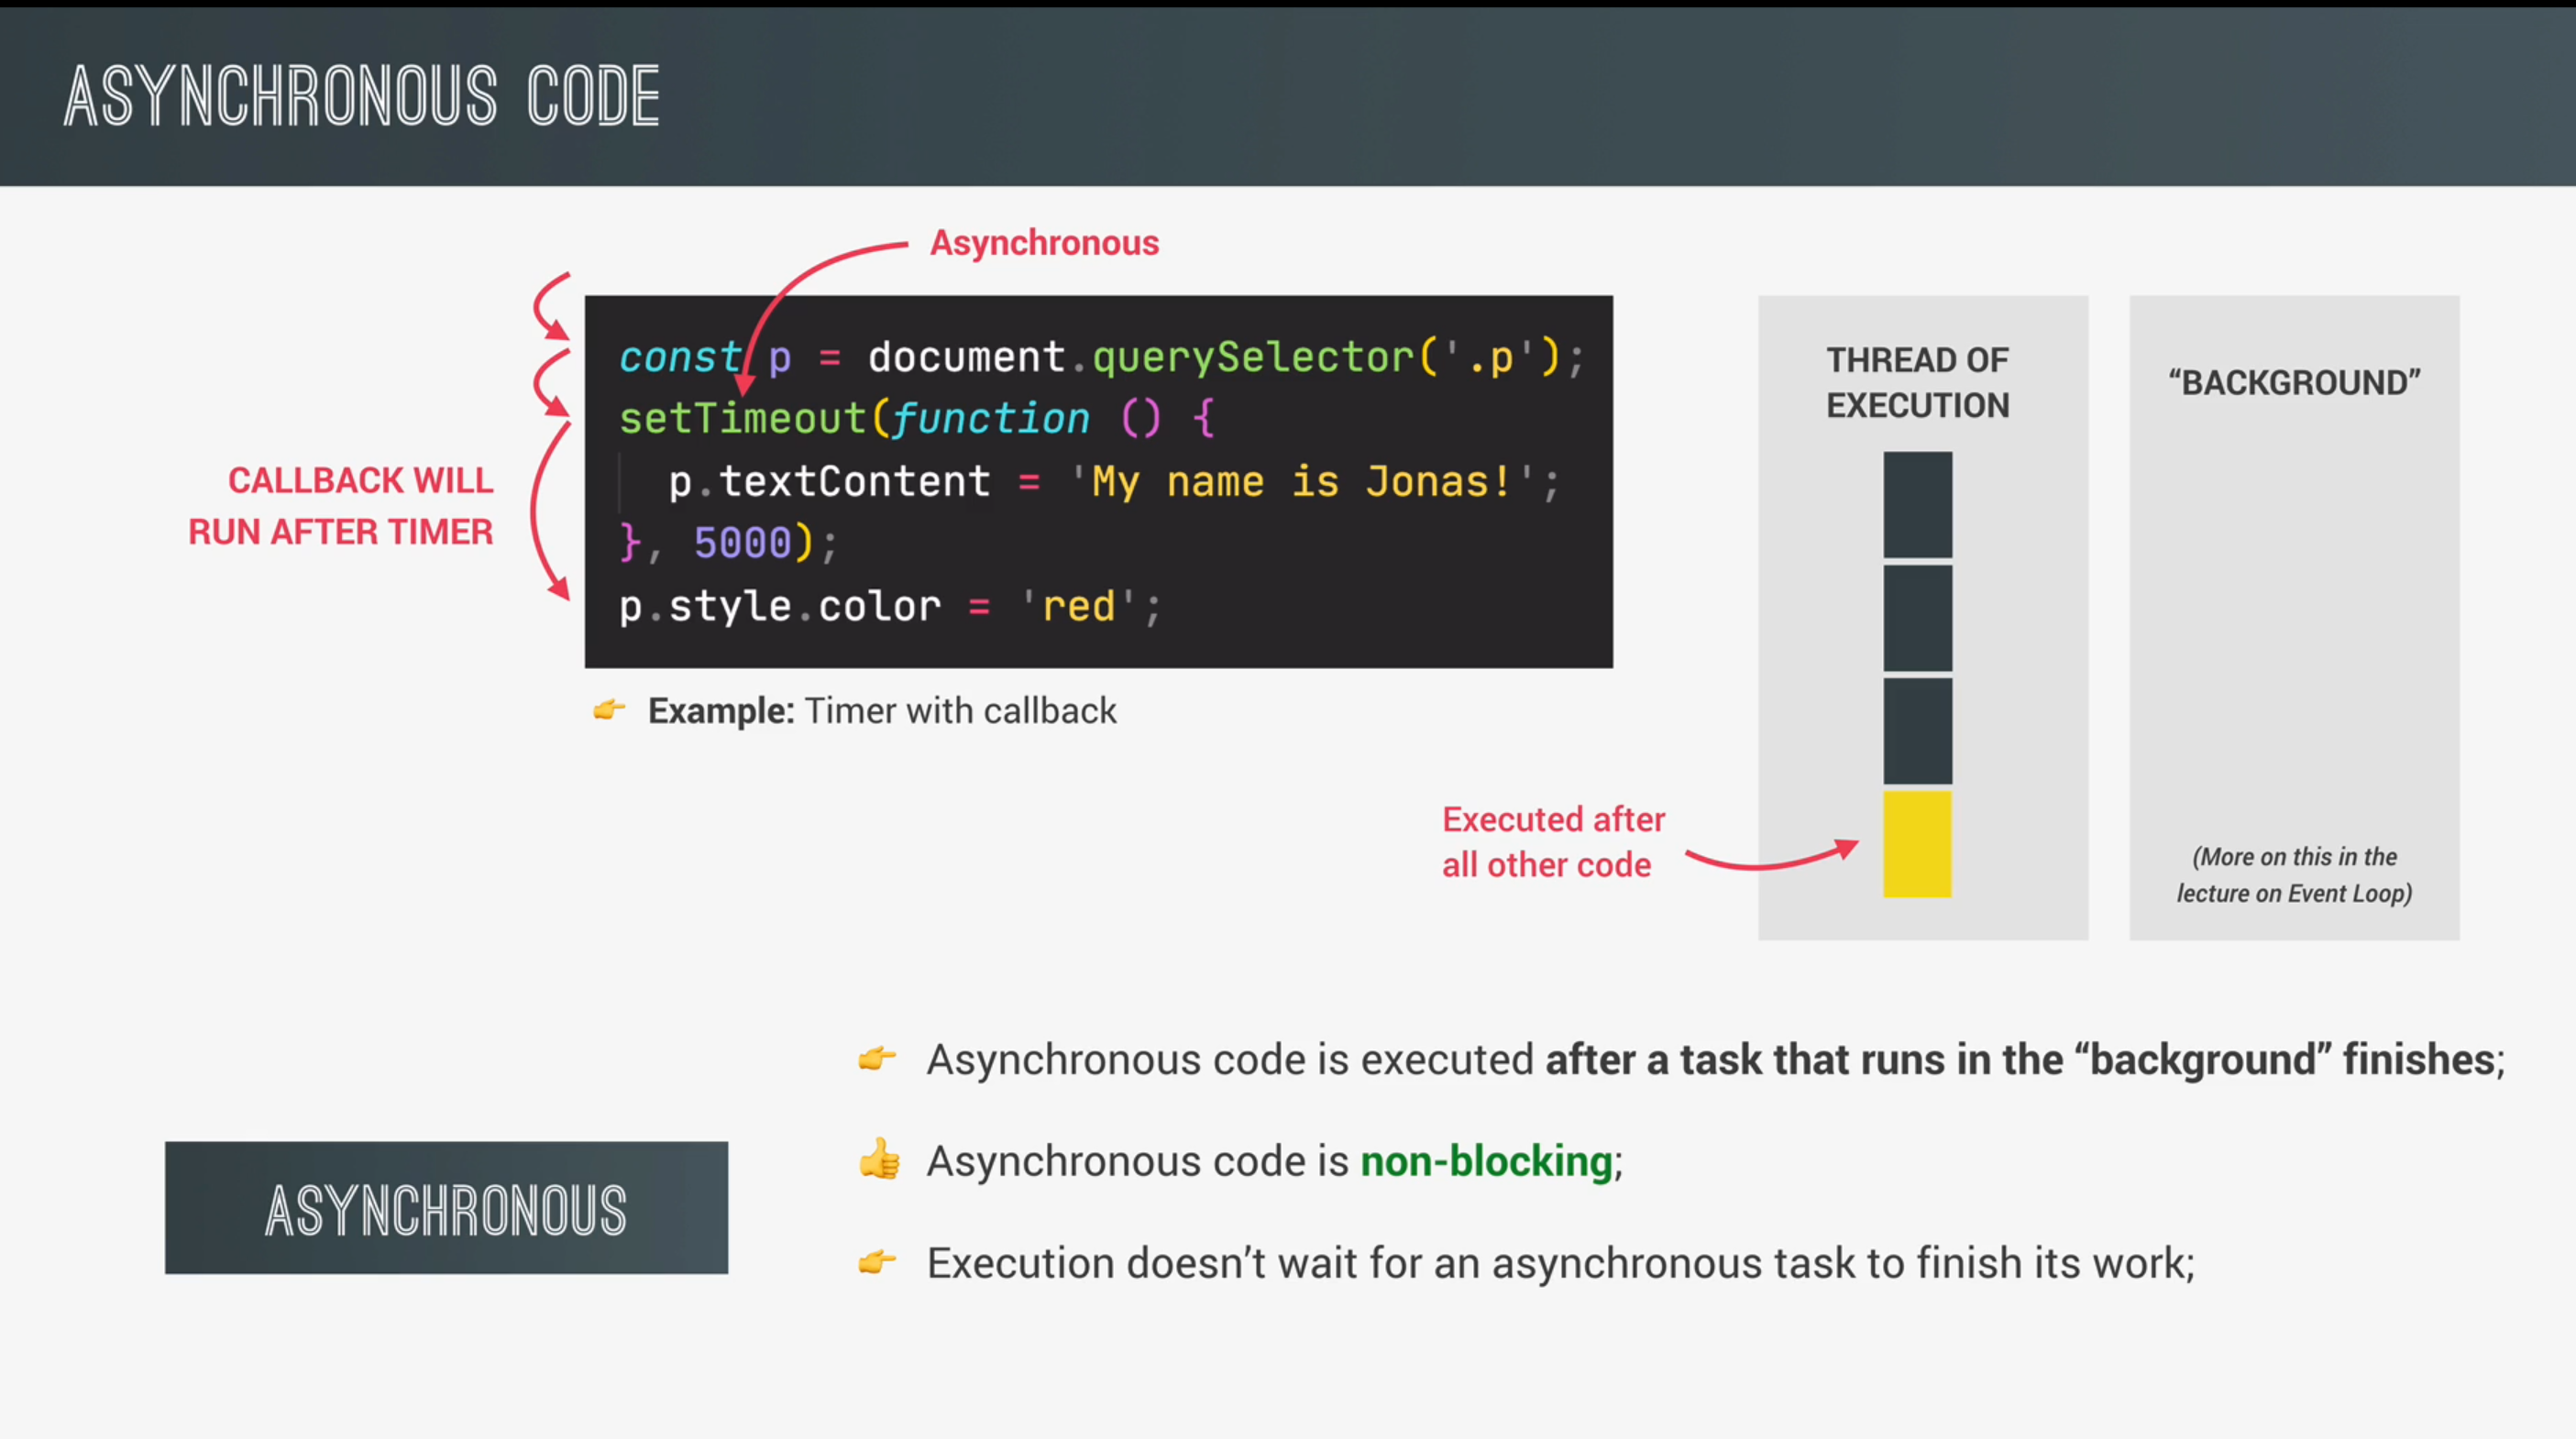 ASYNCHRONOUS CODE
Asynchronous
const p = document.querySelector('.p');
setTimeout(function () {
p.textContent = 'My name is Jonas!';
}, 5000);
p.style.color = 'red';
CALLBACK WILL
RUN AFTER TIMER
👉 Example: Timer with callback
THREAD OF
EXECUTION
“BACKGROUND”
Executed after
all other code
(More on this in the
lecture on Event Loop)
ASYNCHRONOUS
👉 Asynchronous code is executed after a task that runs in the “background” finishes;
👍 Asynchronous code is non-blocking;
👉 Execution doesn’t wait for an asynchronous task to finish its work;